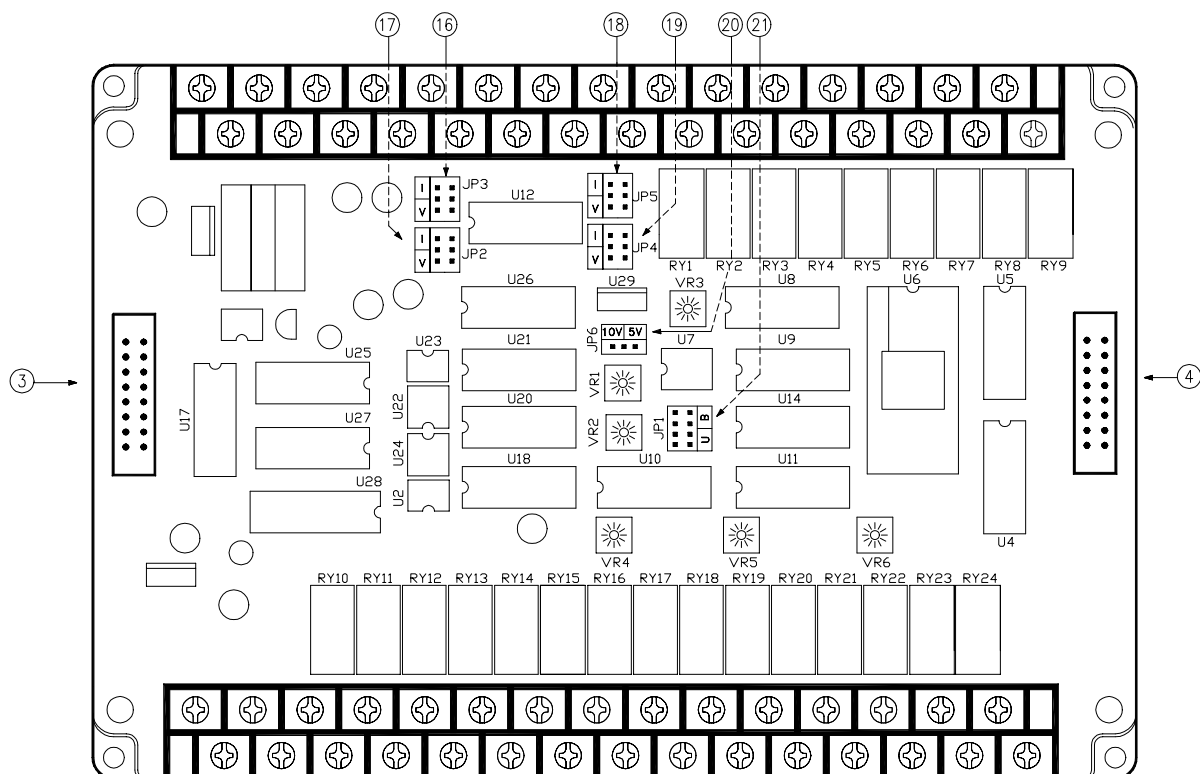 17 16 18 19 20 21
I
V
JP3
U12
I
V
JP5
I
V
JP2
I
V
JP4
RY1 RY2 RY3 RY4 RY5 RY6 RY7 RY8 RY9
U26
U29
VR3
U8
U6
U5
10V 5V
JP6
U25
U23
U21
U7
U9
3
4
VR1
U17
U22
U20
U14
U27
VR2
JP1
B
U
U24
U18
U10
U11
U28
U2
VR4
VR5
VR6
U4
RY10 RY11 RY12 RY13 RY14 RY15 RY16 RY17 RY18 RY19 RY20 RY21 RY22 RY23 RY24